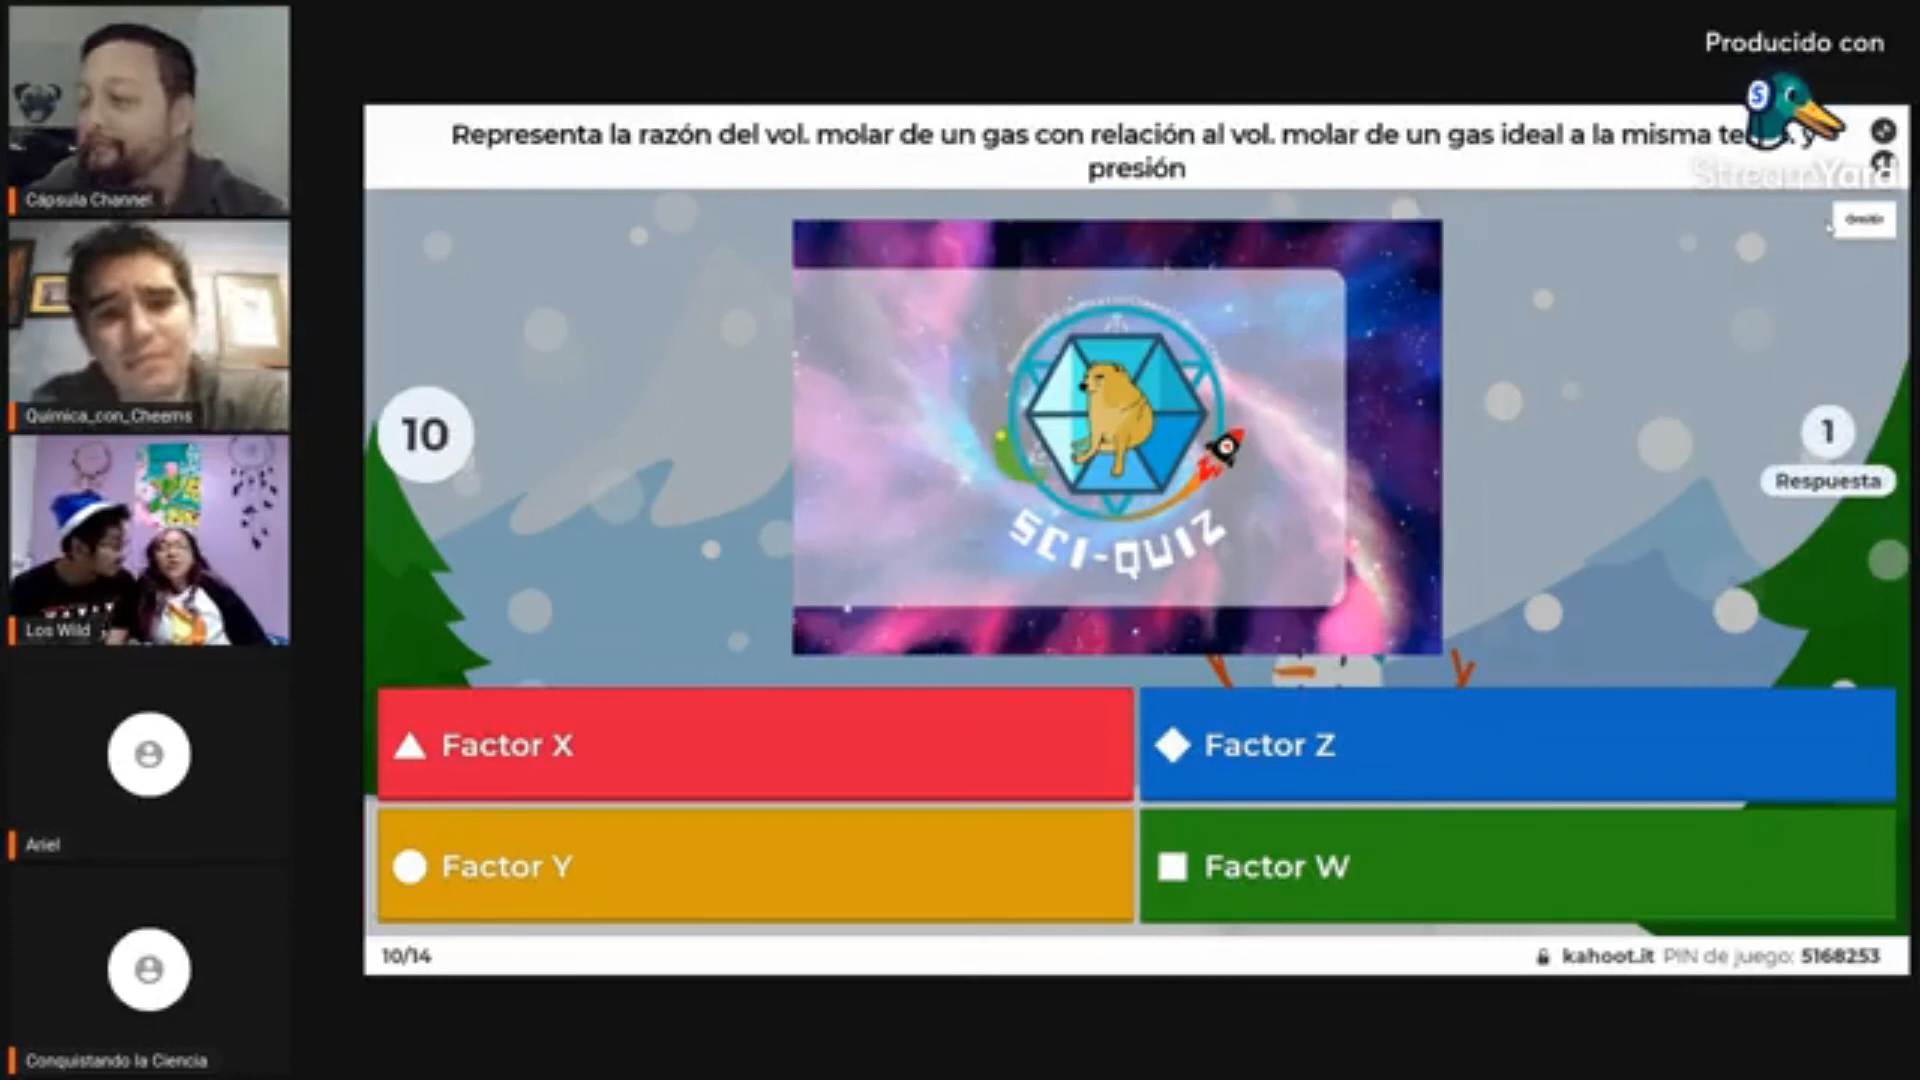 Producido con
StreamYard
Representa la razón del vol. molar de un gas con relación al vol. molar de un gas ideal a la misma te y
presión
Omitir
10
SCI-QUIZ
1
Respuesta
Factor X
Factor Z
Factor Y
Factor W
10/14
kahoot.it PIN de juego: 5168253
Cápsula Channel
Quimica_con_Cheems
Los Wild
Ariel
Conquistando la Ciencia